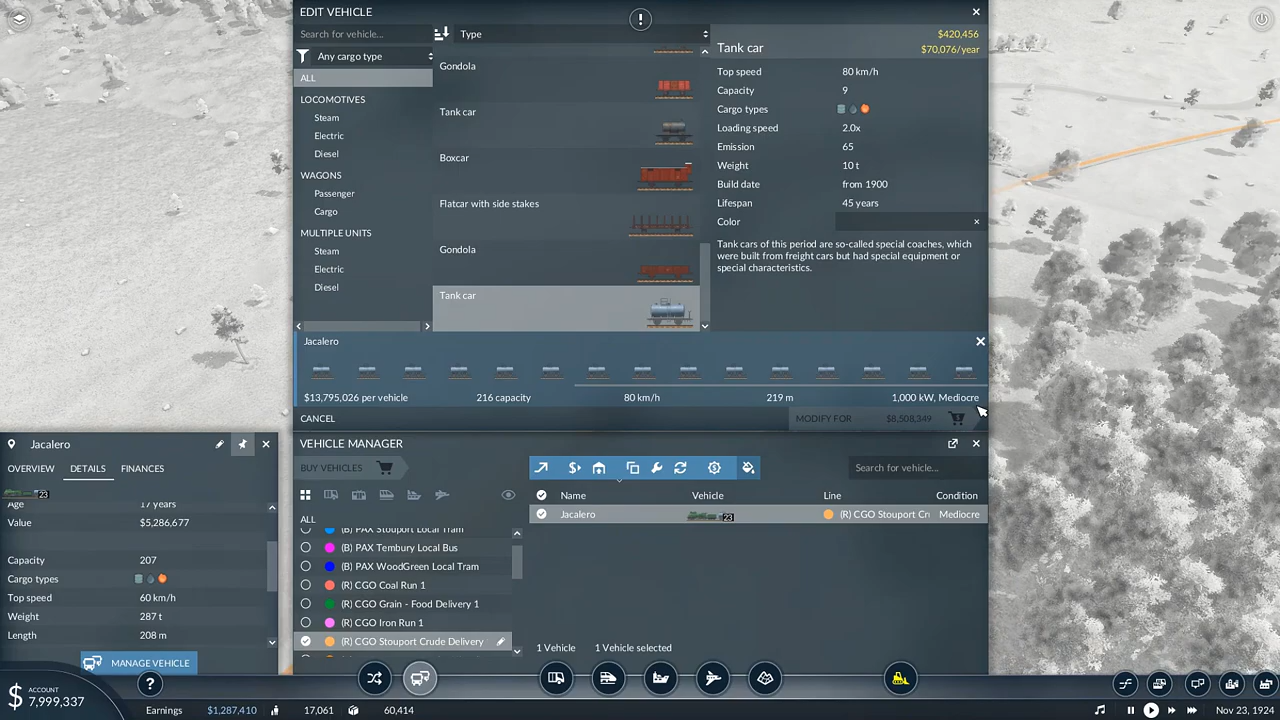 EDIT VEHICLE
Search for vehicle...
Type
Any cargo type
ALL
LOCOMOTIVES
Steam
Electric
Diesel
WAGONS
Passenger
Cargo
MULTIPLE UNITS
Steam
Electric
Diesel
Gondola
Tank car
Boxcar
Flatcar with side stakes
Gondola
Tank car
Tank car
$420,456
$70,076/year
Top speed 80 km/h
Capacity 9
Cargo types
Loading speed 2.0x
Emission 65
Weight 10 t
Build date from 1900
Lifespan 45 years
Color
Tank cars of this period are so-called special coaches, which
were built from freight cars but had special equipment or
special characteristics.
Jacalero
$13,795,026 per vehicle 216 capacity 80 km/h 219 m 1,000 kW, Mediocre
CANCEL
MODIFY FOR $8,508,349
Jacalero
OVERVIEW DETAILS FINANCES
23
Age 17 years
Value $5,286,677
Capacity 207
Cargo types
Top speed 60 km/h
Weight 287 t
Length 208 m
MANAGE VEHICLE
VEHICLE MANAGER
BUY VEHICLES
Search for vehicle...
ALL
(B) PAX Stouport Local Tram
(B) PAX Tembury Local Bus
(B) PAX WoodGreen Local Tram
(R) CGO Coal Run 1
(R) CGO Grain - Food Delivery 1
(R) CGO Iron Run 1
(R) CGO Stouport Crude Delivery
Name Vehicle Line Condition
Jacalero 23 (R) CGO Stouport Cru Mediocre
1 Vehicle 1 Vehicle selected
$ ACCOUNT
7,999,337
?
Earnings $1,287,410 17,061 60,414
Nov 23, 1924